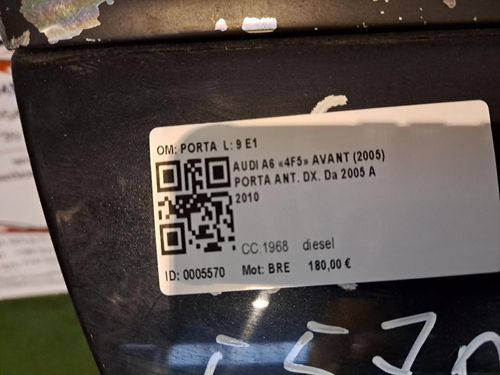 OM: PORTA L: 9 E1
AUDI A6 «4F5» AVANT (2005)
PORTA ANT. DX. Da 2005 A
2010
CC:1968 diesel
ID: 0005570 Mot: BRE 180,00 €